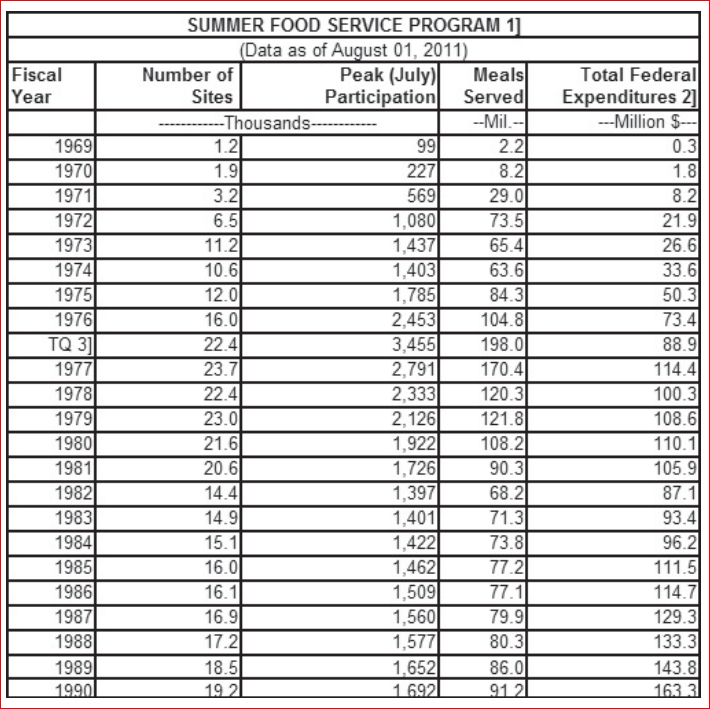 SUMMER FOOD SERVICE PROGRAM 1]
(Data as of August 01, 2011)
Fiscal Number of Peak (July) Meals Total Federal
Year Sites Participation Served Expenditures 2]
------------Thousands------------ --Mil.-- ---Million $---
1969 1.2 99 2.2 0.3
1970 1.9 227 8.2 1.8
1971 3.2 569 29.0 8.2
1972 6.5 1,080 73.5 21.9
1973 11.2 1,437 65.4 26.6
1974 10.6 1,403 63.6 33.6
1975 12.0 1,785 84.3 50.3
1976 16.0 2,453 104.8 73.4
TQ 3] 22.4 3,455 198.0 88.9
1977 23.7 2,791 170.4 114.4
1978 22.4 2,333 120.3 100.3
1979 23.0 2,126 121.8 108.6
1980 21.6 1,922 108.2 110.1
1981 20.6 1,726 90.3 105.9
1982 14.4 1,397 68.2 87.1
1983 14.9 1,401 71.3 93.4
1984 15.1 1,422 73.8 96.2
1985 16.0 1,462 77.2 111.5
1986 16.1 1,509 77.1 114.7
1987 16.9 1,560 79.9 129.3
1988 17.2 1,577 80.3 133.3
1989 18.5 1,652 86.0 143.8
1990 19.2 1,692 91.2 163.3